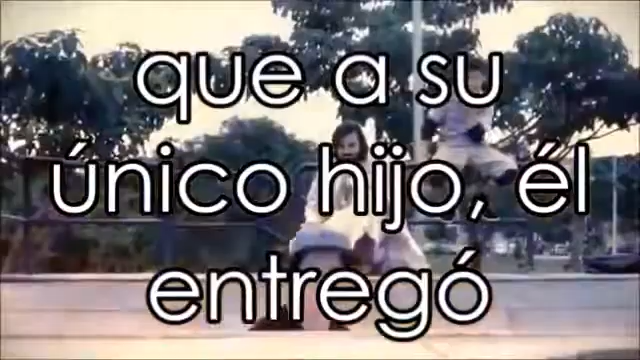 que a su
único hijo, él
entregó